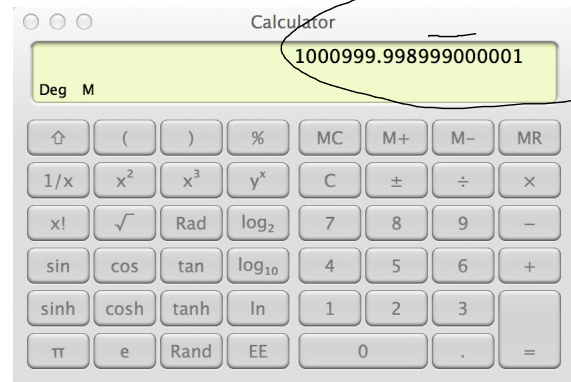 Calculator
1000999.998999000001
Deg M
⇧ ( ) % MC M+ M− MR
1/x x² x³ yˣ C ± ÷ ×
x! √ Rad log₂ 7 8 9 −
sin cos tan log₁₀ 4 5 6 +
sinh cosh tanh ln 1 2 3
π e Rand EE 0 . =